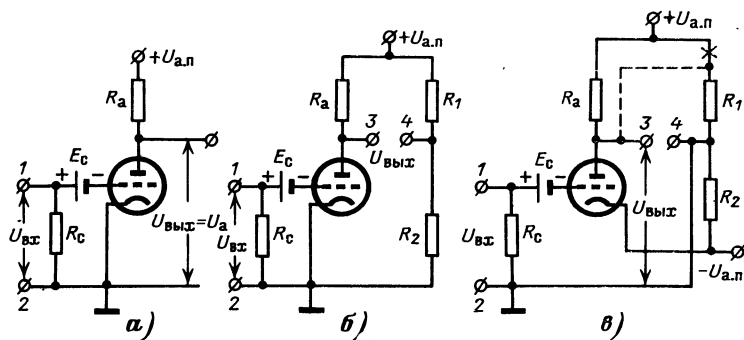 +Uа.п
Rа
1
Eс
+
−
Uвх
Rс
Uвых=Uа
2
а)
+Uа.п
Rа
R1
3
4
Uвых
1
Eс
+
−
Uвх
Rс
R2
2
б)
+Uа.п
Rа
R1
3
4
1
Eс
+
−
Uвых
R2
Uвх
Rс
−Uа.п
2
в)